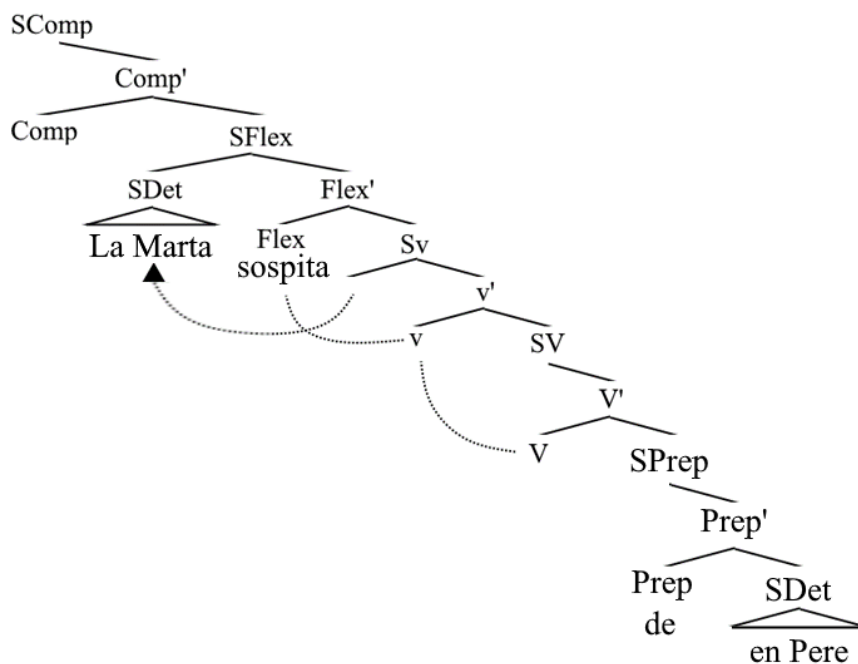 SComp
Comp'
Comp
SFlex
SDet
Flex'
La Marta
Flex
Sv
sospita
v'
v
SV
V'
V
SPrep
Prep'
Prep
SDet
de
en Pere